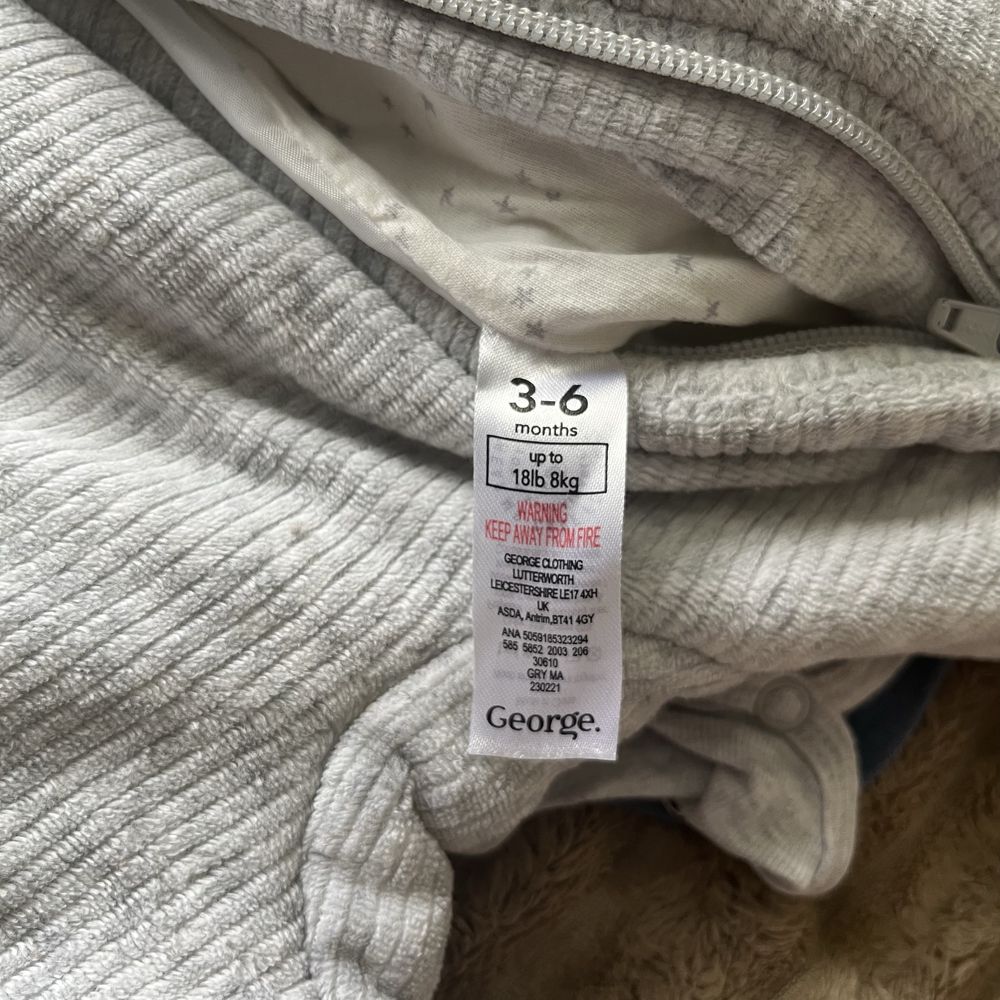 3-6
months
up to
18lb 8kg
WARNING
KEEP AWAY FROM FIRE
GEORGE CLOTHING
LUTTERWORTH
LEICESTERSHIRE LE17 4XH
UK
ASDA, Antrim,BT41 4GY
ANA 5059185323294
585 5852 2003 206
30610
GRY MA
230221
George.